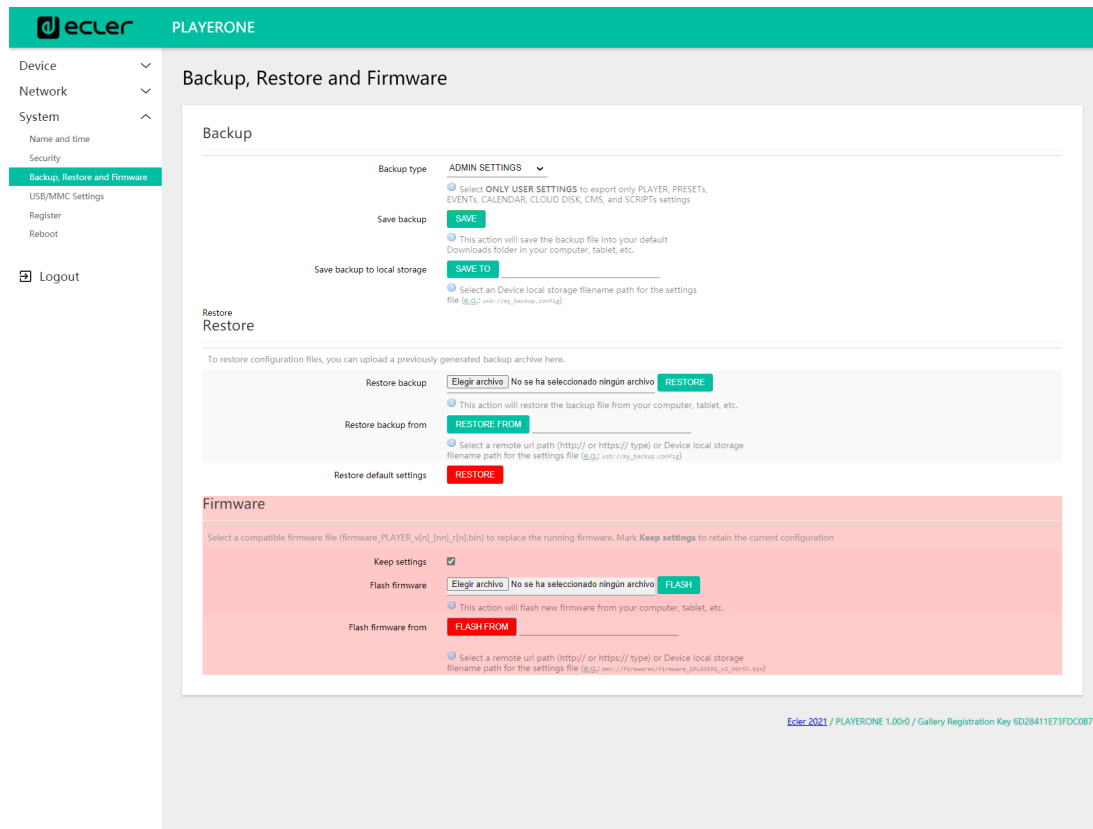 ecler
PLAYERONE
Device
Network
System
Name and time
Security
Backup, Restore and Firmware
USB/MMC Settings
Register
Reboot
Logout
Backup, Restore and Firmware
Backup
Backup type ADMIN SETTINGS
Select ONLY USER SETTINGS to export only PLAYER, PRESETs,
EVENTs, CALENDAR, CLOUD DISK, CMS, and SCRIPTs settings
Save backup SAVE
This action will save the backup file into your default
Downloads folder in your computer, tablet, etc.
Save backup to local storage SAVE TO
Select an Device local storage filename path for the settings
file (e.g.: usb://my_backup.config)
Restore
Restore
To restore configuration files, you can upload a previously generated backup archive here.
Restore backup Elegir archivo No se ha seleccionado ningún archivo RESTORE
This action will restore the backup file from your computer, tablet, etc.
Restore backup from RESTORE FROM
Select a remote url path (http:// or https:// type) or Device local storage
filename path for the settings file (e.g.: usb://my_backup.config)
Restore default settings RESTORE
Firmware
Select a compatible firmware file (firmware_PLAYER_v[n]_[nn]_r[n].bin) to replace the running firmware. Mark Keep settings to retain the current configuration
Keep settings
Flash firmware Elegir archivo No se ha seleccionado ningún archivo FLASH
This action will flash new firmware from your computer, tablet, etc.
Flash firmware from FLASH FROM
Select a remote url path (http:// or https:// type) or Device local storage
filename path for the settings file (e.g.: mmc://firmwares/firmware_EPLAYER1_v2_00r55.bin)
Ecler 2021 / PLAYERONE 1.00r0 / Gallery Registration Key 6D28411E73FDC0B7